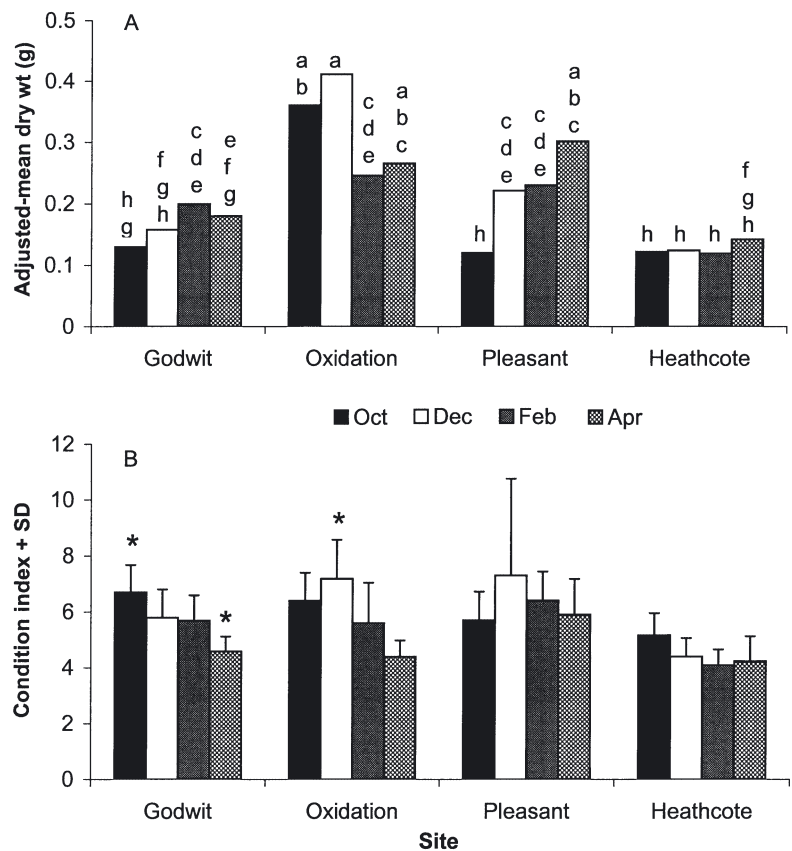 A
Adjusted-mean dry wt (g)
0.5
0.4
0.3
0.2
0.1
0
h
g
f
g
h
c
d
e
e
f
g
a
b
a
c
d
e
a
b
c
h
c
d
e
c
d
e
a
b
c
h
h
h
f
g
h
Godwit Oxidation Pleasant Heathcote
Oct Dec Feb Apr
B
Condition index + SD
12
10
8
6
4
2
0
*
*
*
Godwit Oxidation Pleasant Heathcote
Site